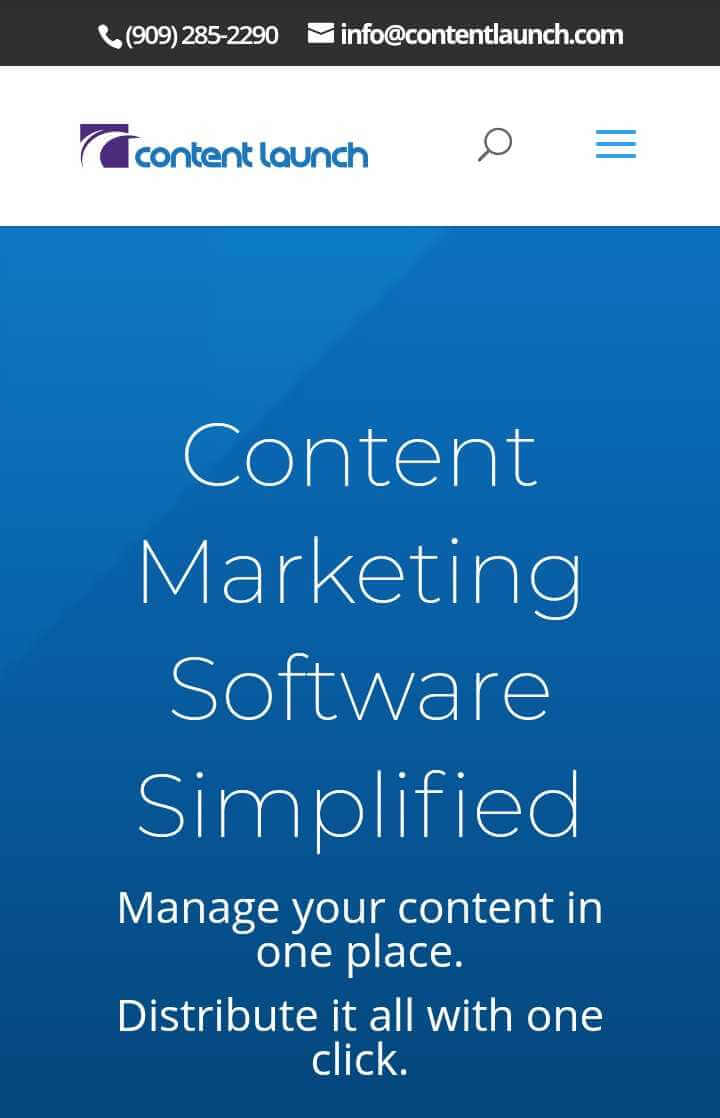 (909) 285-2290 info@contentlaunch.com
content launch
Content
Marketing
Software
Simplified
Manage your content in
one place.
Distribute it all with one
click.